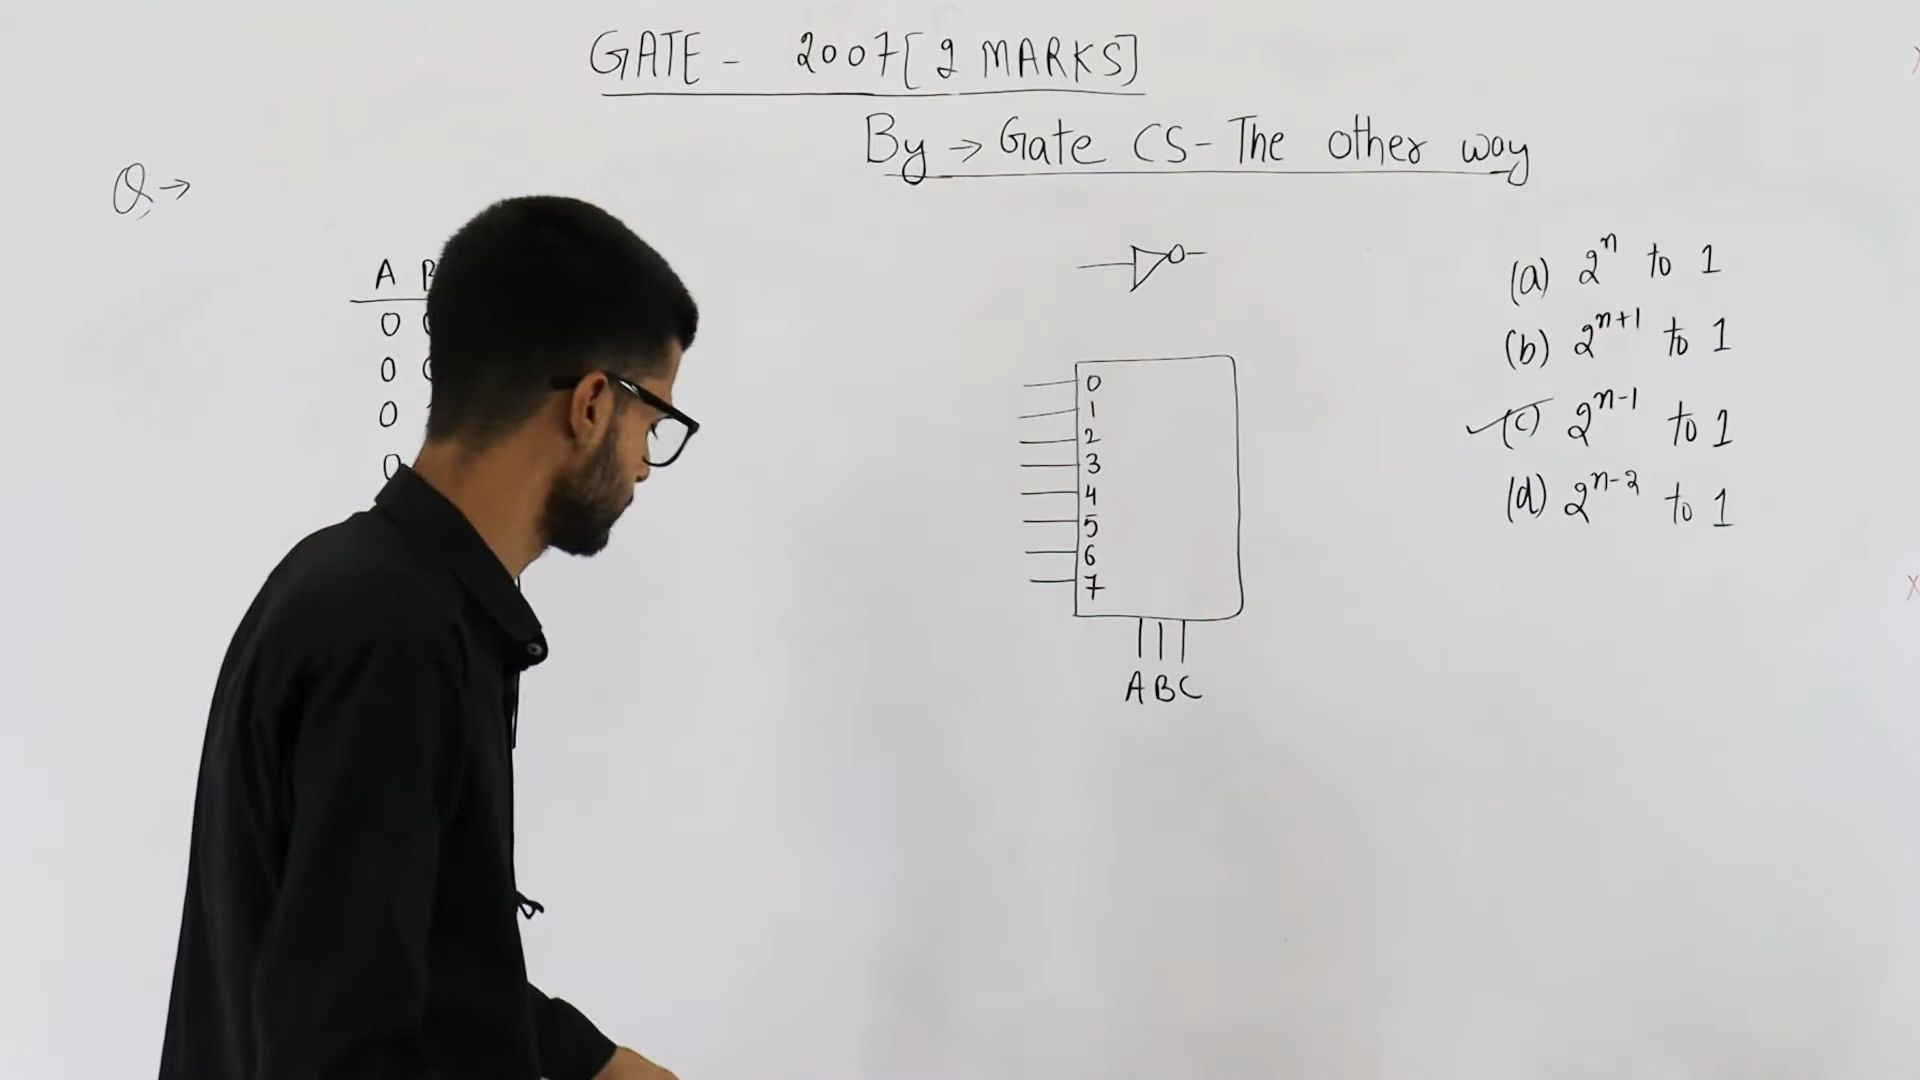 GATE - 2007 [2 MARKS]
By → Gate CS - The other way
Q →
A
0
0
0
0
0
1
2
3
4
5
6
7
A B C
(a) 2^n to 1
(b) 2^{n+1} to 1
(c) 2^{n-1} to 1
(d) 2^{n-2} to 1